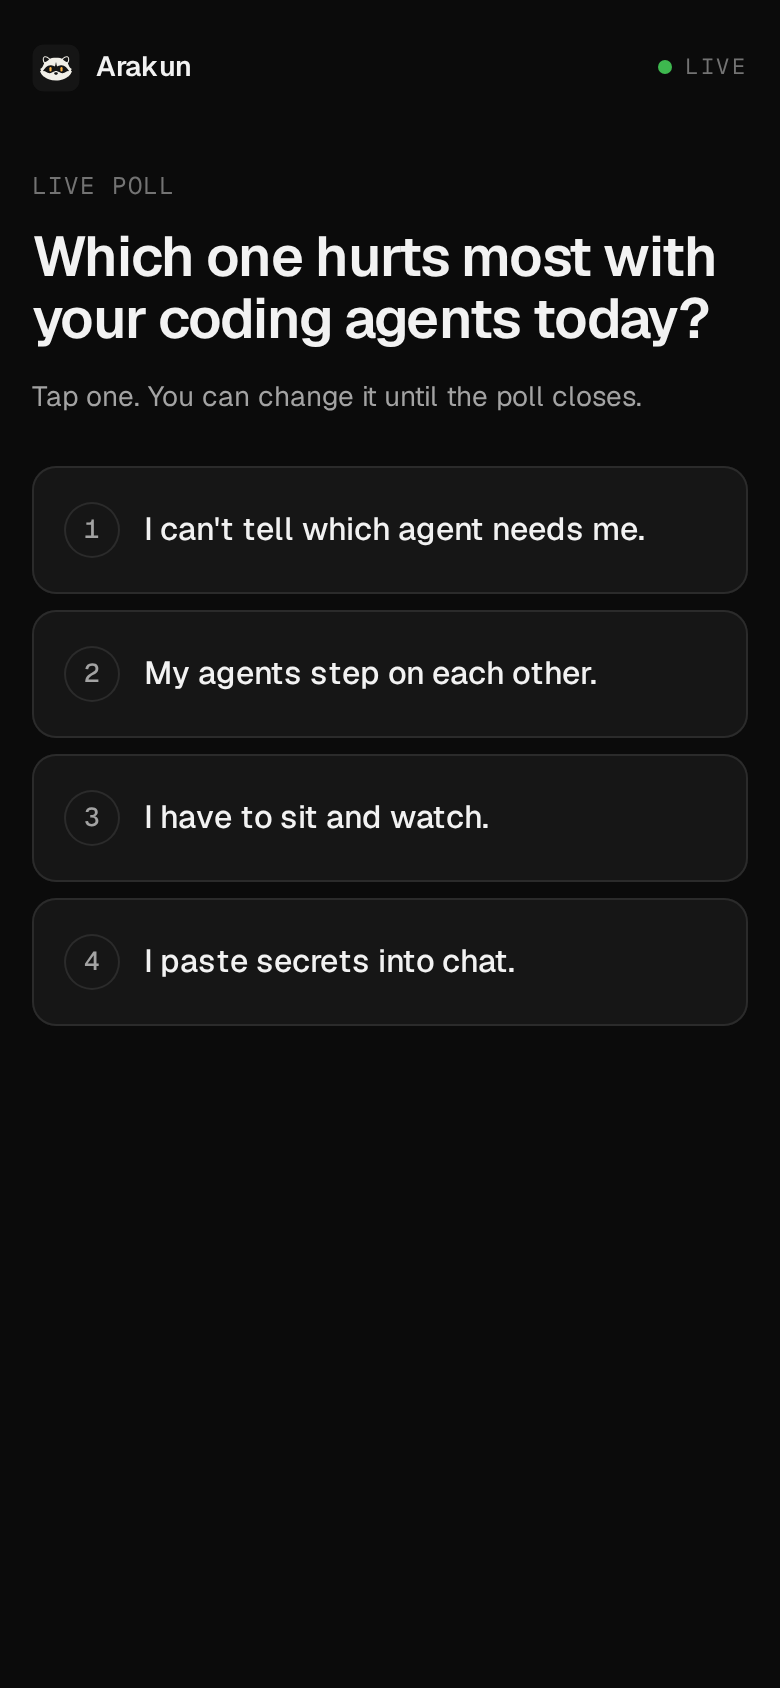 Arakun
LIVE
LIVE POLL
Which one hurts most with
your coding agents today?
Tap one. You can change it until the poll closes.
1 I can't tell which agent needs me.
2 My agents step on each other.
3 I have to sit and watch.
4 I paste secrets into chat.